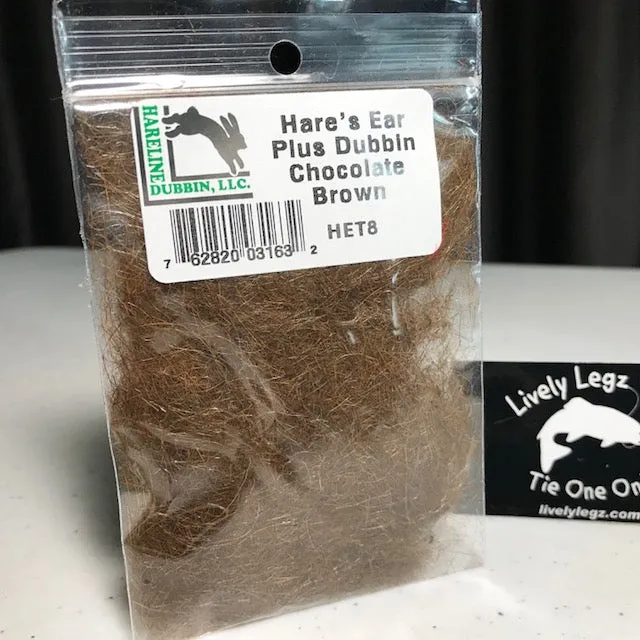 HARELINE
DUBBIN, LLC.
Hare's Ear
Plus Dubbin
Chocolate
Brown
HET8
7 62820 03163 2
Lively Legz
Tie One On
livelylegz.com